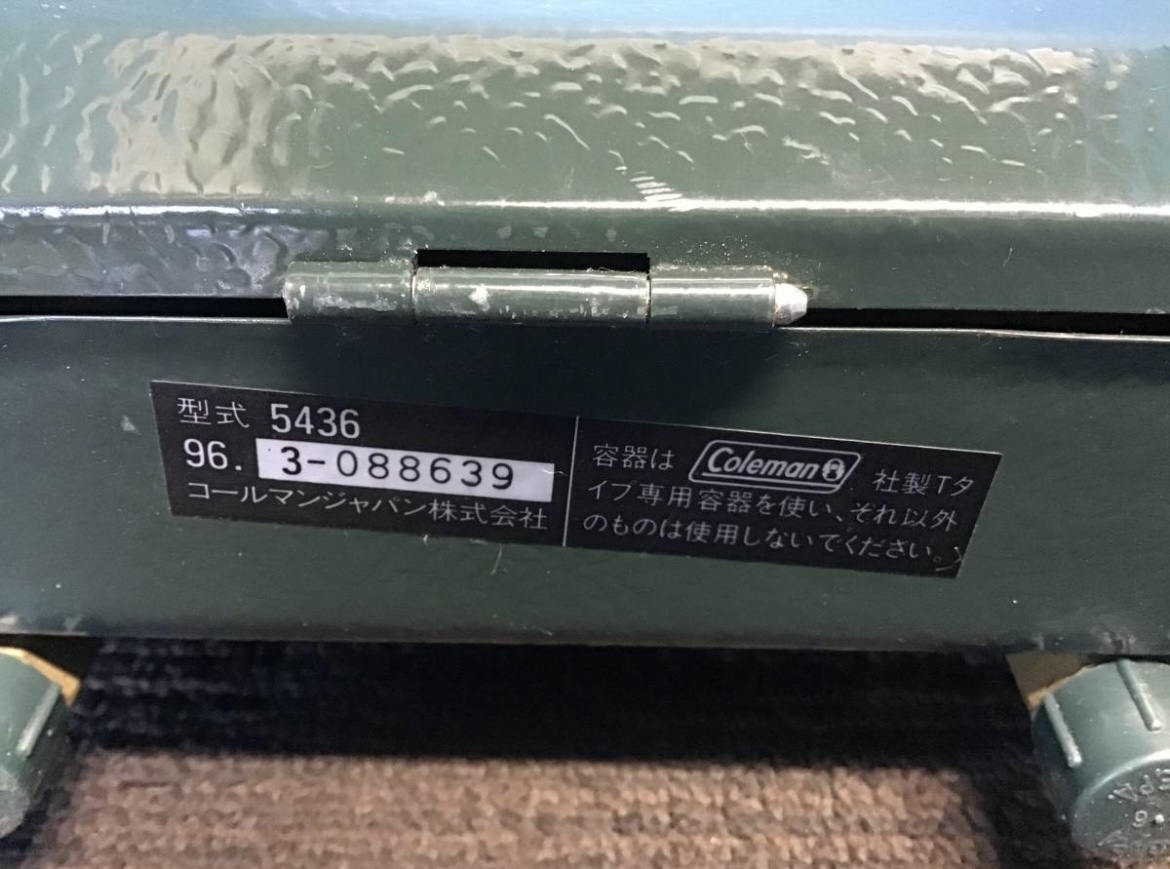 型式 5436
96. 3-088639
コールマンジャパン株式会社
容器は Coleman 社製Tタ
イプ専用容器を使い、それ以外
のものは使用しないでください。